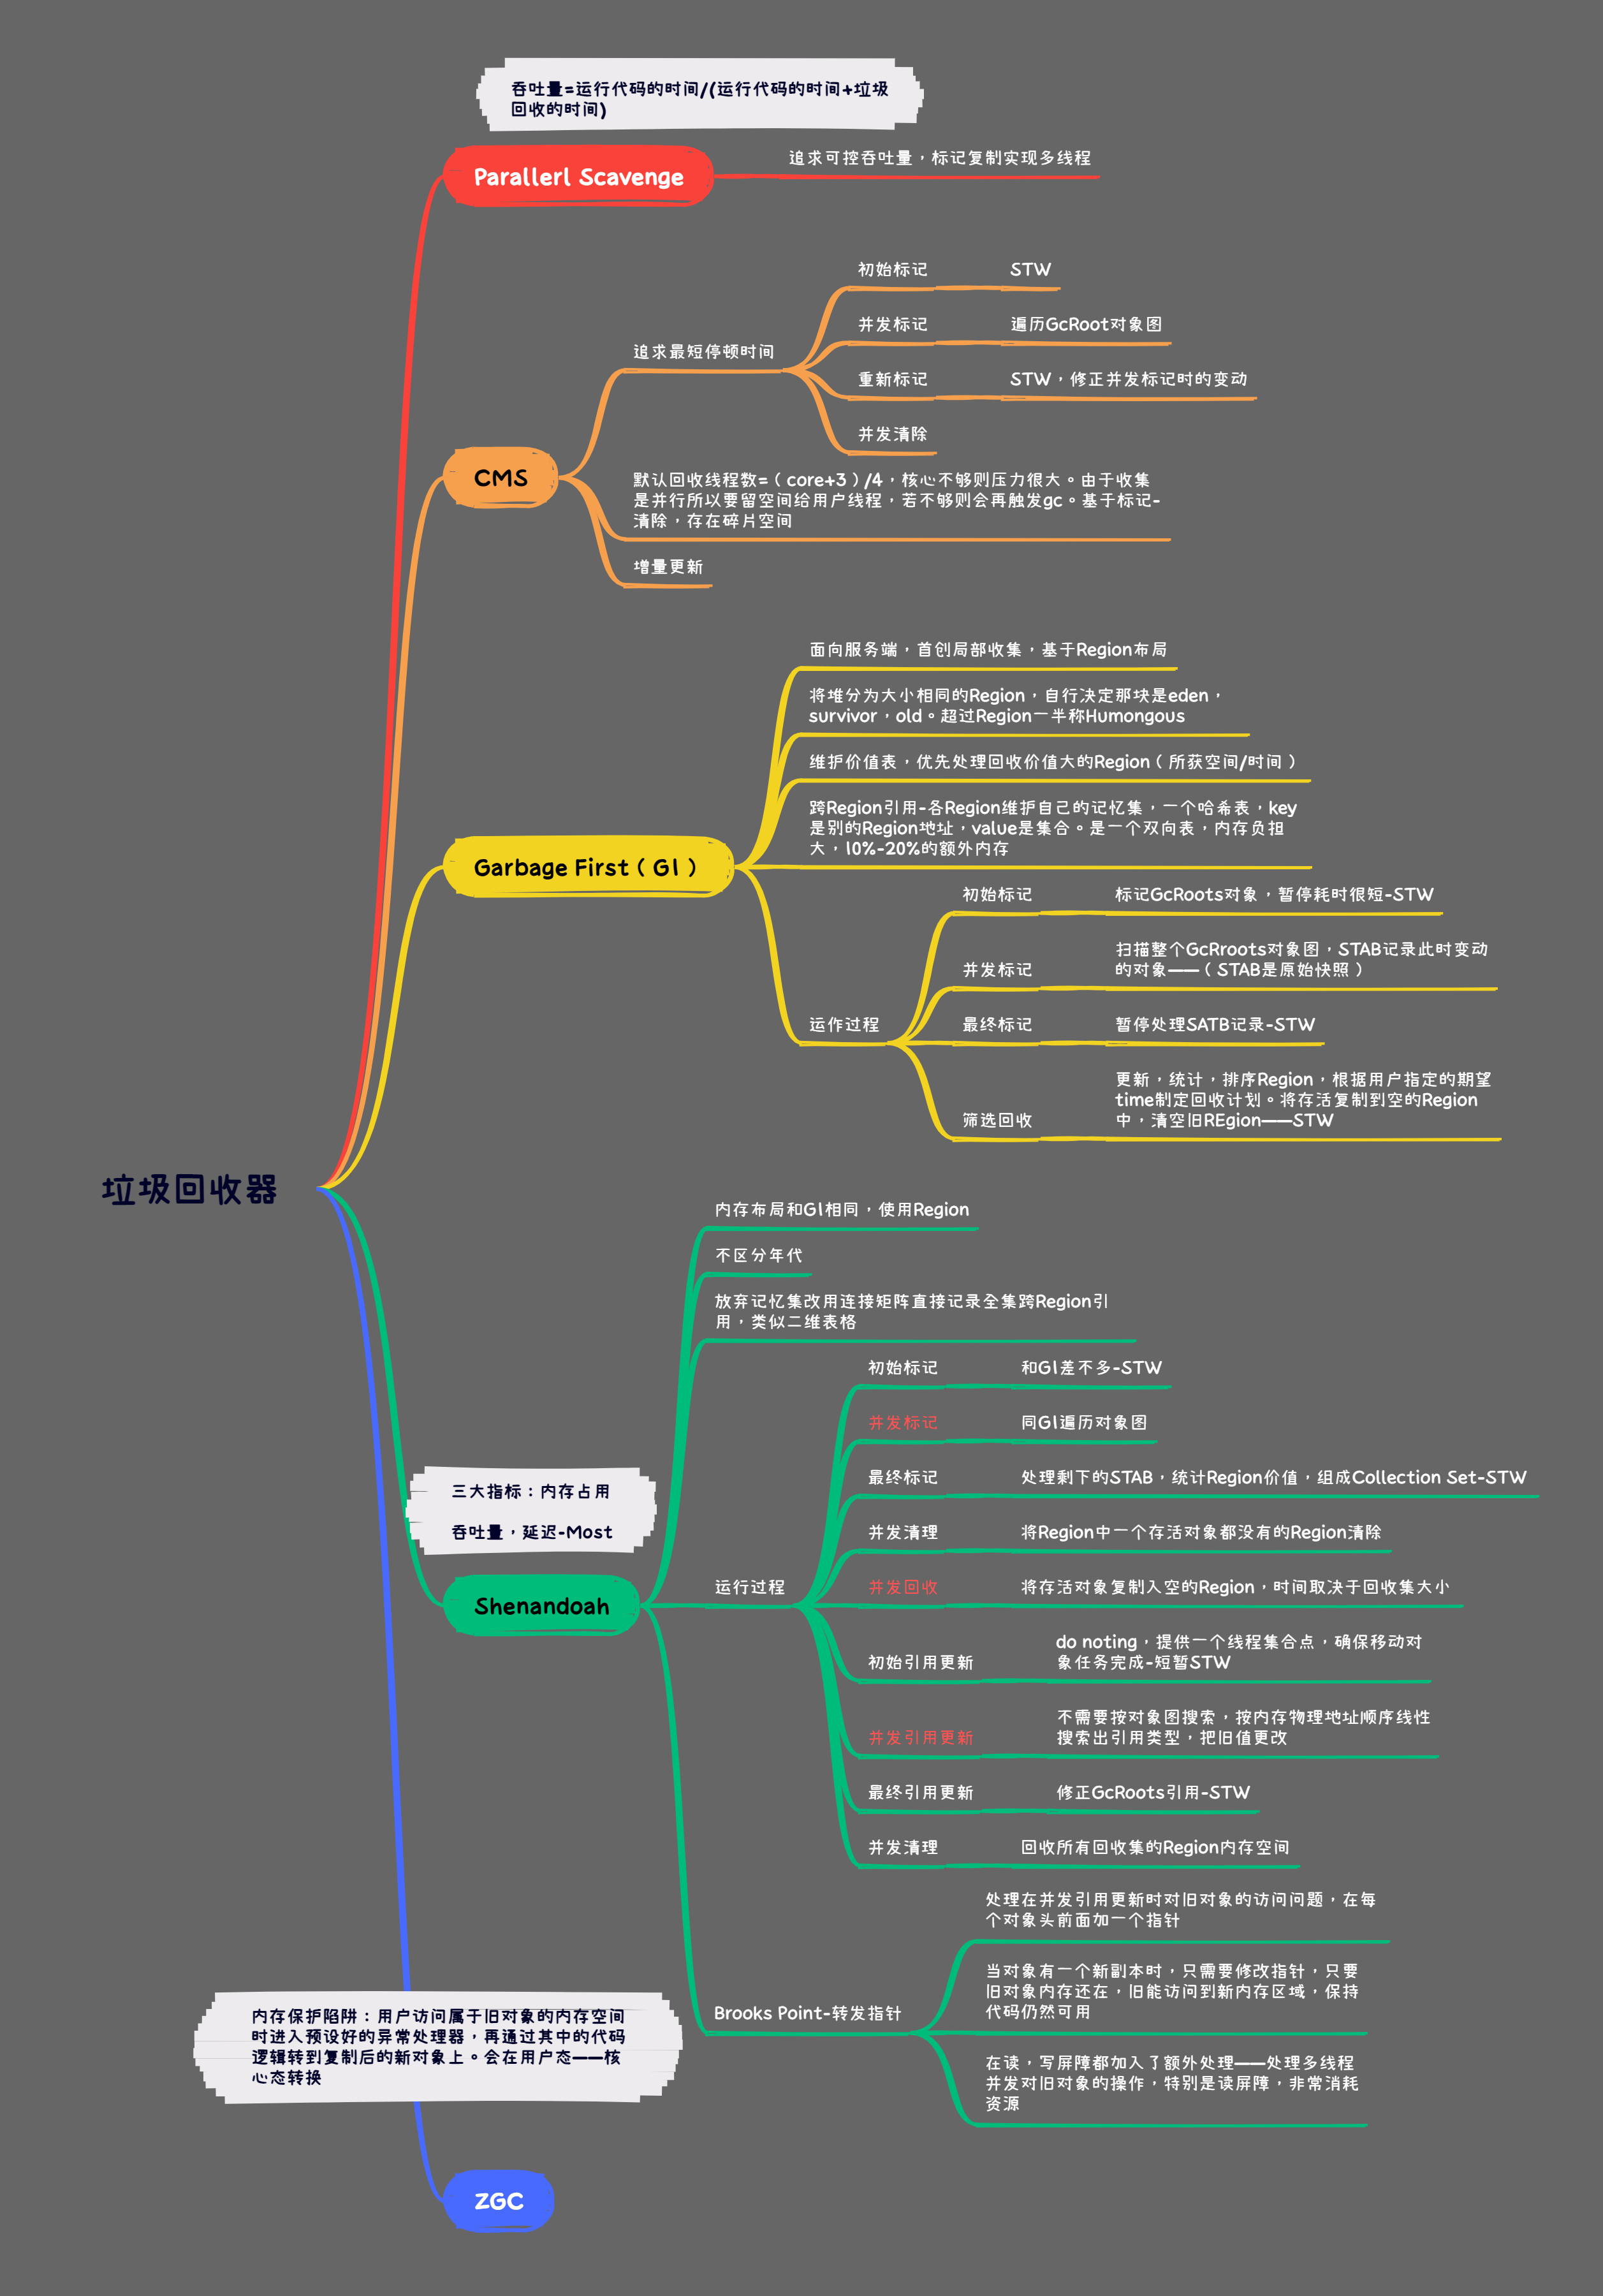 吞吐量=运行代码的时间/(运行代码的时间+垃圾
回收的时间)
Parallerl Scavenge
追求可控吞吐量，标记复制实现多线程
初始标记
STW
并发标记
遍历GcRoot对象图
追求最短停顿时间
重新标记
STW，修正并发标记时的变动
并发清除
CMS
默认回收线程数=（core+3）/4，核心不够则压力很大。由于收集
是并行所以要留空间给用户线程，若不够则会再触发gc。基于标记-
清除，存在碎片空间
增量更新
面向服务端，首创局部收集，基于Region布局
将堆分为大小相同的Region，自行决定那块是eden，
survivor，old。超过Region一半称Humongous
维护价值表，优先处理回收价值大的Region（所获空间/时间）
跨Region引用-各Region维护自己的记忆集，一个哈希表，key
是别的Region地址，value是集合。是一个双向表，内存负担
大，10%-20%的额外内存
Garbage First（G1）
初始标记
标记GcRoots对象，暂停耗时很短-STW
并发标记
扫描整个GcRroots对象图，STAB记录此时变动
的对象——（STAB是原始快照）
运作过程
最终标记
暂停处理SATB记录-STW
筛选回收
更新，统计，排序Region，根据用户指定的期望
time制定回收计划。将存活复制到空的Region
中，清空旧REgion——STW
垃圾回收器
内存布局和G1相同，使用Region
不区分年代
放弃记忆集改用连接矩阵直接记录全集跨Region引
用，类似二维表格
初始标记
和G1差不多-STW
并发标记
同G1遍历对象图
最终标记
处理剩下的STAB，统计Region价值，组成Collection Set-STW
三大指标：内存占用
吞吐量，延迟-Most
并发清理
将Region中一个存活对象都没有的Region清除
运行过程
并发回收
将存活对象复制入空的Region，时间取决于回收集大小
Shenandoah
初始引用更新
do noting，提供一个线程集合点，确保移动对
象任务完成-短暂STW
并发引用更新
不需要按对象图搜索，按内存物理地址顺序线性
搜索出引用类型，把旧值更改
最终引用更新
修正GcRoots引用-STW
并发清理
回收所有回收集的Region内存空间
处理在并发引用更新时对旧对象的访问问题，在每
个对象头前面加一个指针
Brooks Point-转发指针
当对象有一个新副本时，只需要修改指针，只要
旧对象内存还在，旧能访问到新内存区域，保持
代码仍然可用
在读，写屏障都加入了额外处理——处理多线程
并发对旧对象的操作，特别是读屏障，非常消耗
资源
内存保护陷阱：用户访问属于旧对象的内存空间
时进入预设好的异常处理器，再通过其中的代码
逻辑转到复制后的新对象上。会在用户态——核
心态转换
ZGC